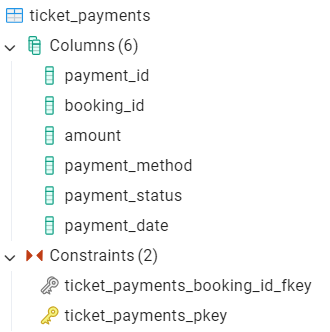 ticket_payments
Columns (6)
payment_id
booking_id
amount
payment_method
payment_status
payment_date
Constraints (2)
ticket_payments_booking_id_fkey
ticket_payments_pkey